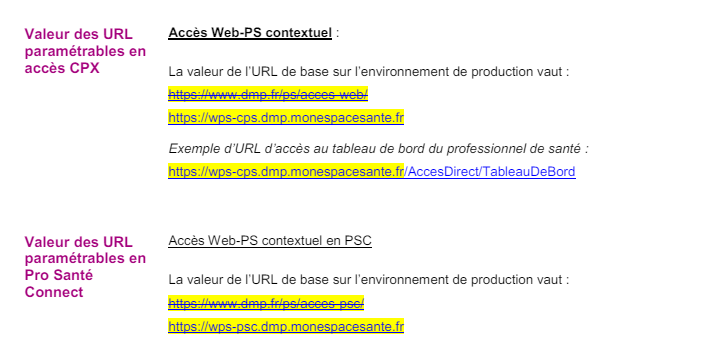 Valeur des URL
paramétrables en
accès CPX
Accès Web-PS contextuel :
La valeur de l'URL de base sur l'environnement de production vaut :
https://www.dmp.fr/ps/acces-web/
https://wps-cps.dmp.monespacesante.fr
Exemple d'URL d'accès au tableau de bord du professionnel de santé :
https://wps-cps.dmp.monespacesante.fr/AccesDirect/TableauDeBord
Valeur des URL
paramétrables en
Pro Santé
Connect
Accès Web-PS contextuel en PSC
La valeur de l'URL de base sur l'environnement de production vaut :
https://www.dmp.fr/ps/acces-psc/
https://wps-psc.dmp.monespacesante.fr